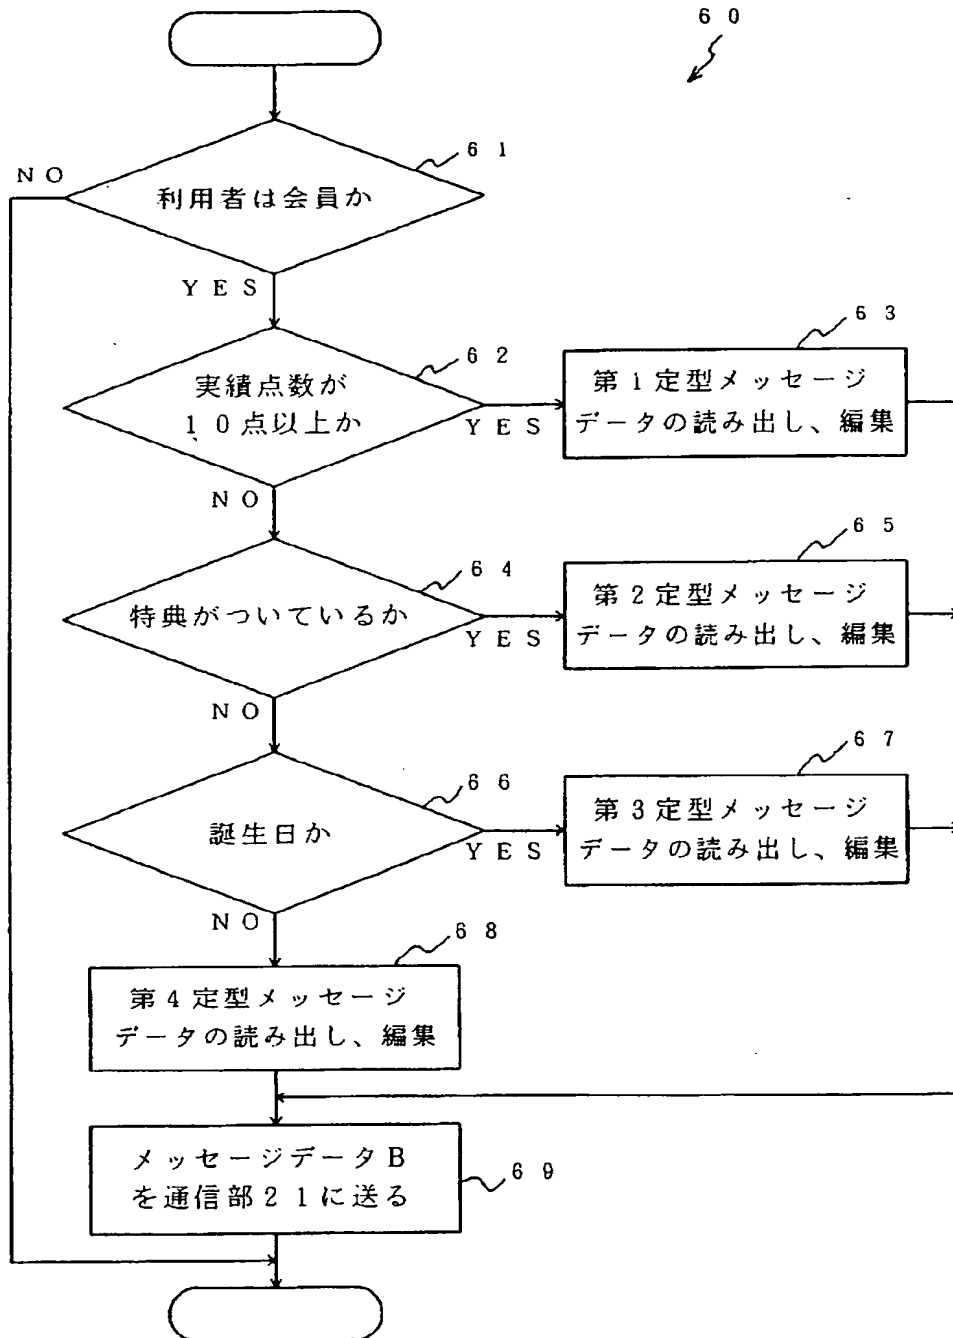 ６０
６１
NO
利用者は会員か
YES
６２
実績点数が
１０点以上か
YES
６３
第１定型メッセージ
データの読み出し、編集
NO
６４
特典がついているか
YES
６５
第２定型メッセージ
データの読み出し、編集
NO
６６
誕生日か
YES
６７
第３定型メッセージ
データの読み出し、編集
NO
６８
第４定型メッセージ
データの読み出し、編集
メッセージデータB
を通信部２１に送る
６９